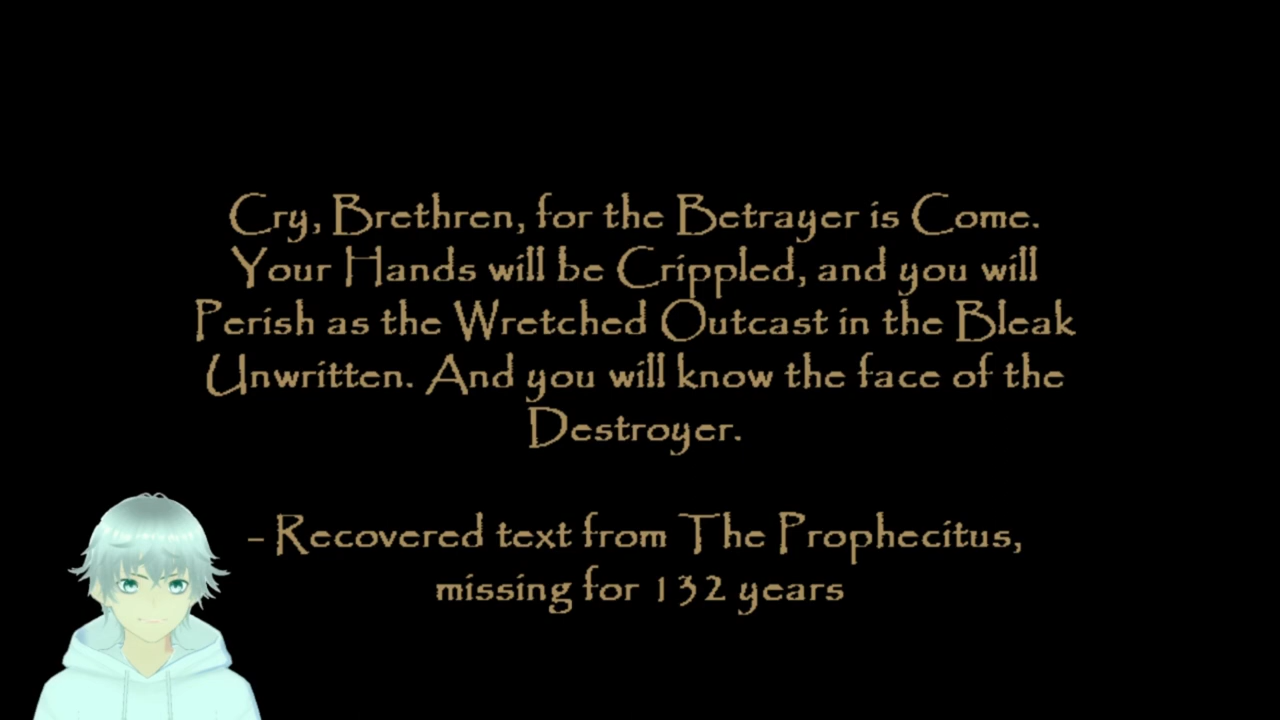 Cry, Brethren, for the Betrayer is Come.
Your Hands will be Crippled, and you will
Perish as the Wretched Outcast in the Bleak
Unwritten. And you will know the face of the
Destroyer.
- Recovered text from The Prophecitus,
missing for 132 years